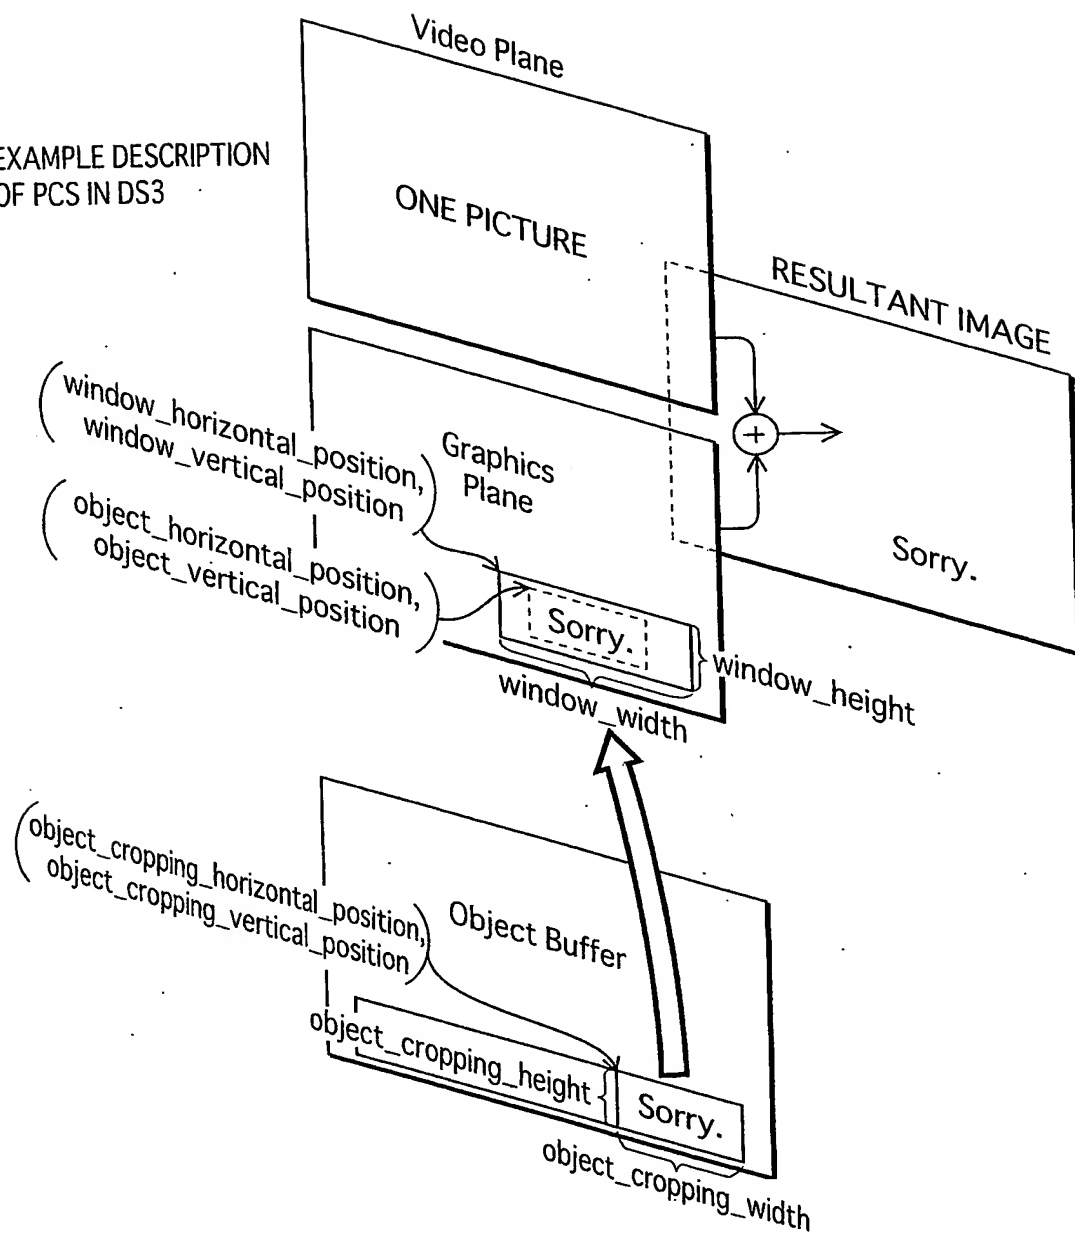 Video Plane
EXAMPLE DESCRIPTION
OF PCS IN DS3
ONE PICTURE
RESULTANT IMAGE
(window_horizontal_position,
window_vertical_position)
Graphics
Plane
(object_horizontal_position,
object_vertical_position)
+
Sorry.
Sorry.
window_height
window_width
(object_cropping_horizontal_position,
object_cropping_vertical_position)
Object Buffer
object_cropping_height
Sorry.
object_cropping_width